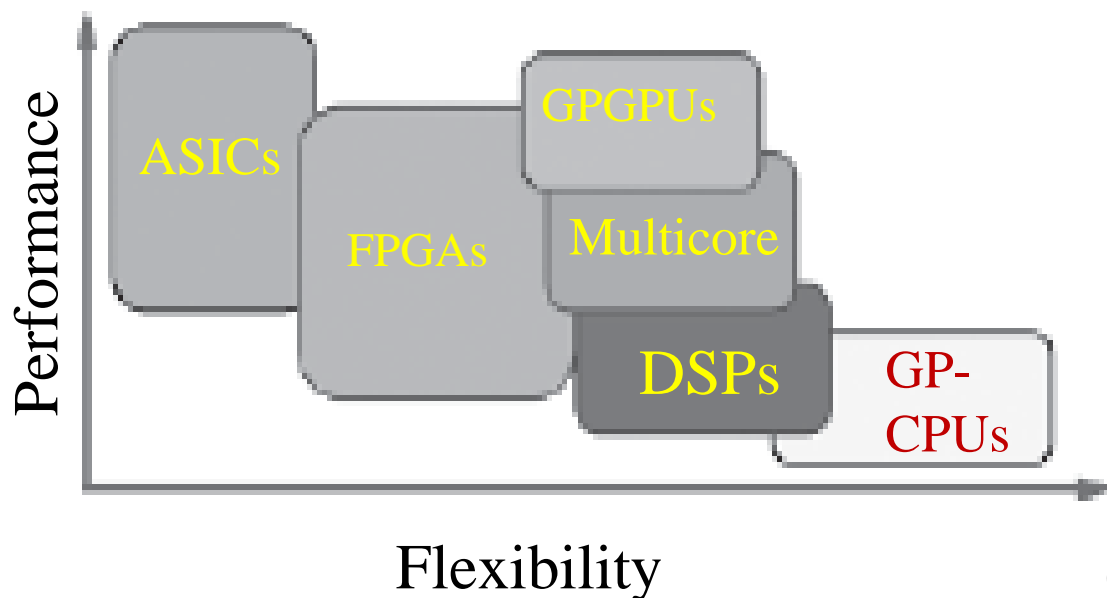 Performance
ASICs
FPGAs
GPGPUs
Multicore
DSPs
GP-
CPUs
Flexibility